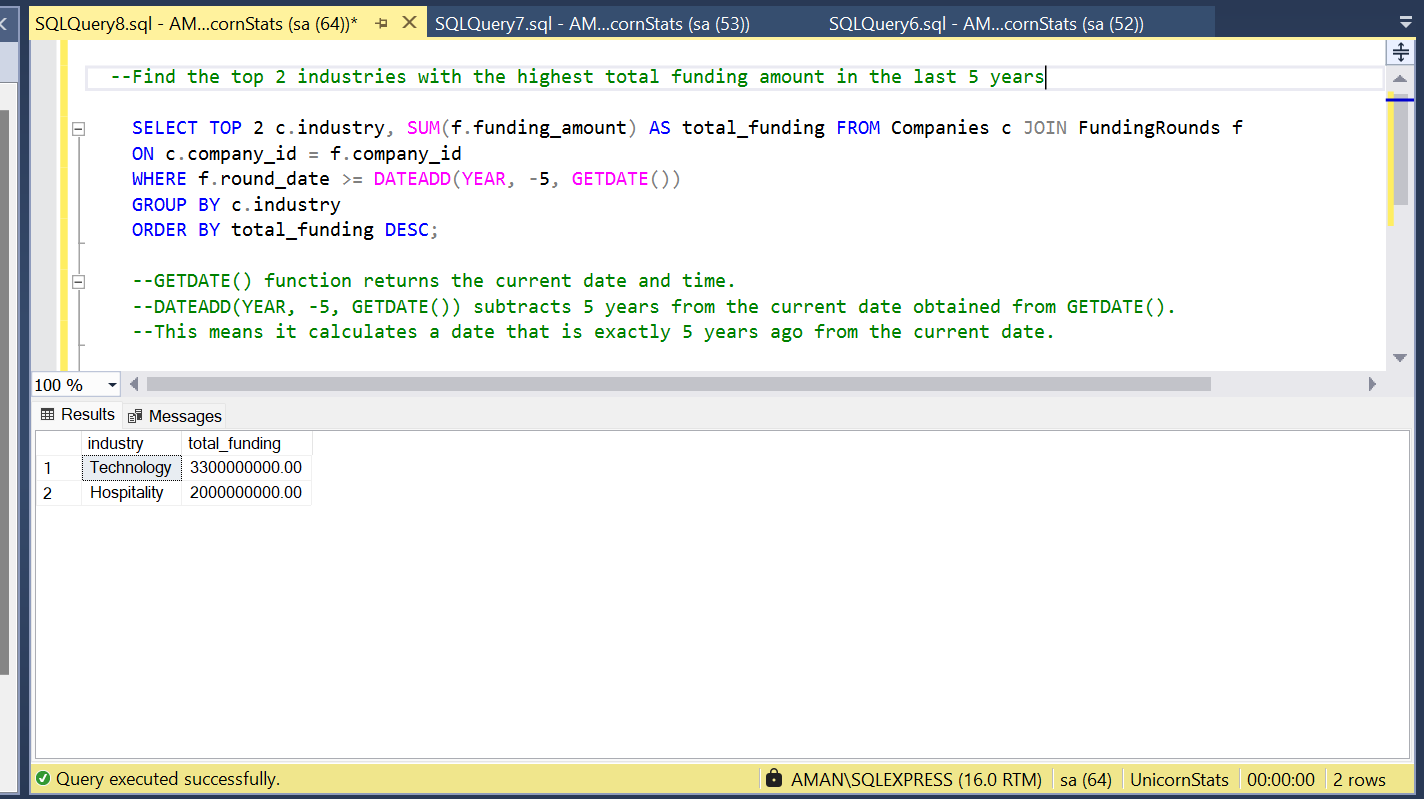 SQLQuery8.sql - AM...cornStats (sa (64))* SQLQuery7.sql - AM...cornStats (sa (53)) SQLQuery6.sql - AM...cornStats (sa (52))
--Find the top 2 industries with the highest total funding amount in the last 5 years
SELECT TOP 2 c.industry, SUM(f.funding_amount) AS total_funding FROM Companies c JOIN FundingRounds f
ON c.company_id = f.company_id
WHERE f.round_date >= DATEADD(YEAR, -5, GETDATE())
GROUP BY c.industry
ORDER BY total_funding DESC;
--GETDATE() function returns the current date and time.
--DATEADD(YEAR, -5, GETDATE()) subtracts 5 years from the current date obtained from GETDATE().
--This means it calculates a date that is exactly 5 years ago from the current date.
100 %
Results Messages
industry total_funding
1 Technology 3300000000.00
2 Hospitality 2000000000.00
Query executed successfully. AMAN\SQLEXPRESS (16.0 RTM) sa (64) UnicornStats 00:00:00 2 rows